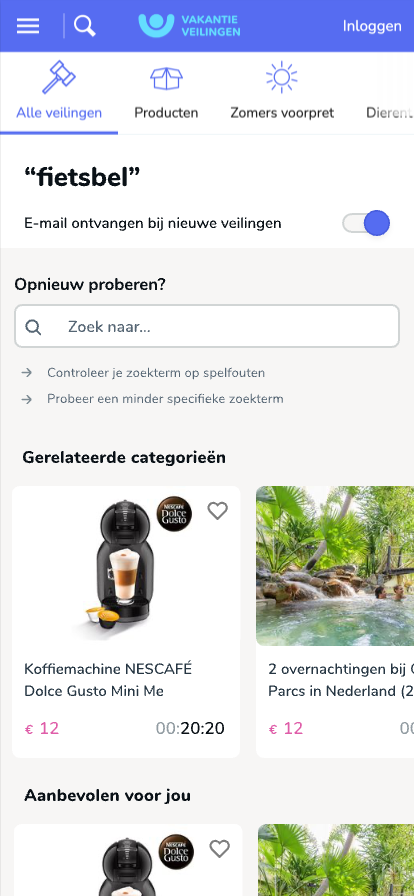 VAKANTIE
VEILINGEN
Inloggen
Alle veilingen
Producten
Zomers voorpret
Dieren
“fietsbel”
E-mail ontvangen bij nieuwe veilingen
Opnieuw proberen?
Zoek naar...
Controleer je zoekterm op spelfouten
Probeer een minder specifieke zoekterm
Gerelateerde categorieën
NESCAFÉ
Dolce
Gusto
Koffiemachine NESCAFÉ
Dolce Gusto Mini Me
€ 12
00:20:20
2 overnachtingen bij C
Parcs in Nederland (2
€ 12
00
Aanbevolen voor jou
NESCAFÉ
Dolce
Gusto